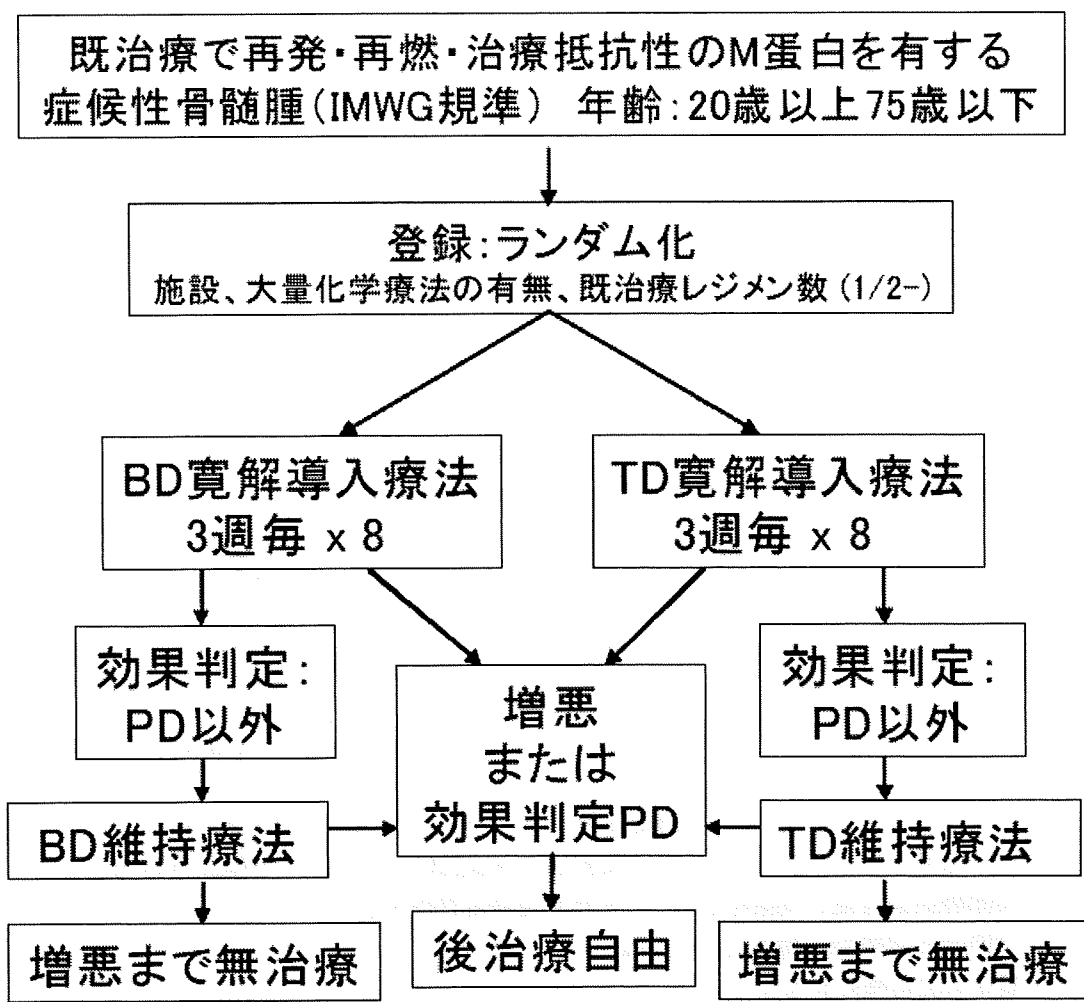 既治療で再発・再燃・治療抵抗性のM蛋白を有する
症候性骨髄腫(IMWG規準) 年齢:20歳以上75歳以下
登録:ランダム化
施設、大量化学療法の有無、既治療レジメン数 (1/2-)
BD寛解導入療法
3週毎 x 8
TD寛解導入療法
3週毎 x 8
効果判定:
PD以外
増悪
または
効果判定PD
効果判定:
PD以外
BD維持療法
TD維持療法
増悪まで無治療
後治療自由
増悪まで無治療